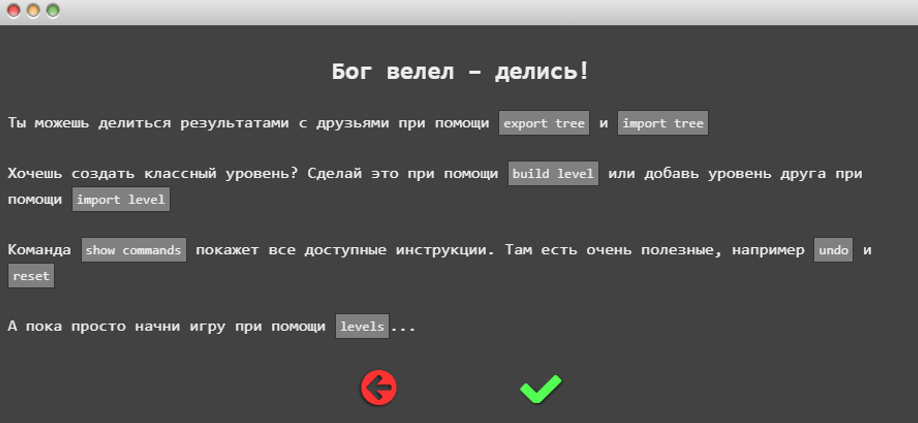 Бог велел – делись!
Ты можешь делиться результатами с друзьями при помощи export tree и import tree
Хочешь создать классный уровень? Сделай это при помощи build level или добавь уровень друга при
помощи import level
Команда show commands покажет все доступные инструкции. Там есть очень полезные, например undo и
reset
А пока просто начни игру при помощи levels...